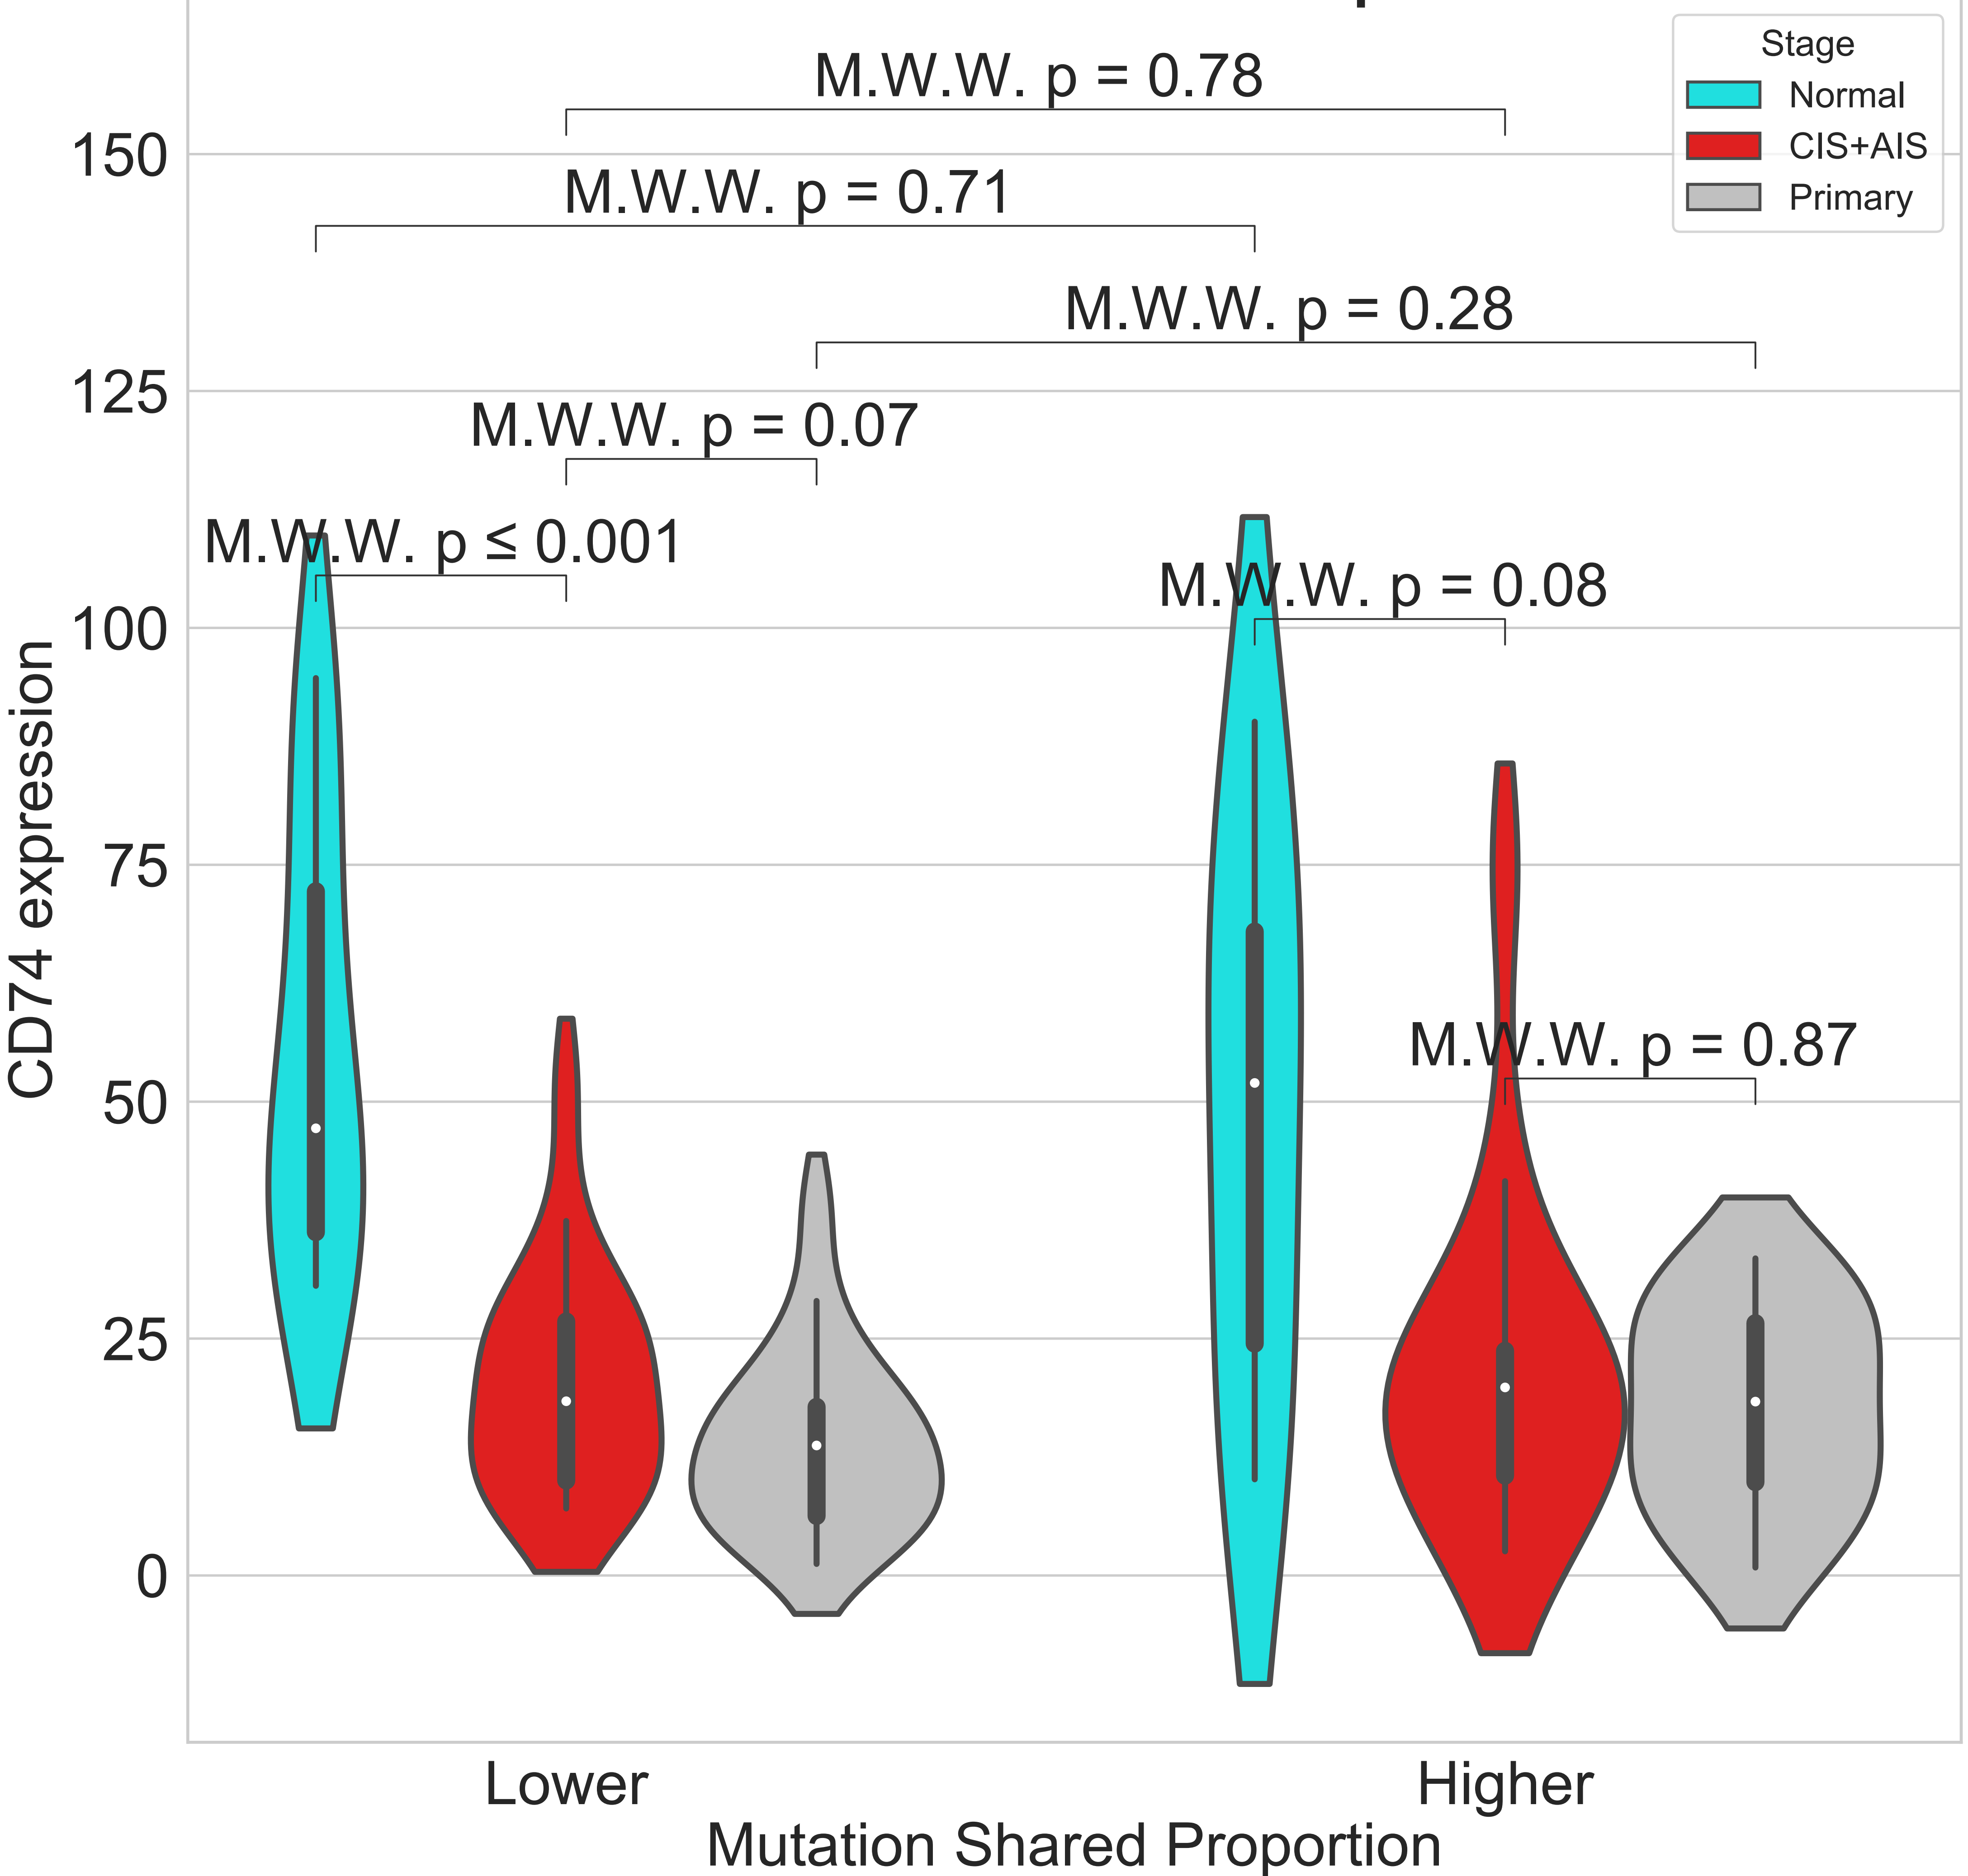 Stage
Normal
CIS+AIS
Primary
M.W.W. p = 0.78
M.W.W. p = 0.71
M.W.W. p = 0.28
M.W.W. p = 0.07
M.W.W. p ≤ 0.001
M.W.W. p = 0.08
M.W.W. p = 0.87
150
125
100
75
50
25
0
CD74 expression
Lower
Higher
Mutation Shared Proportion